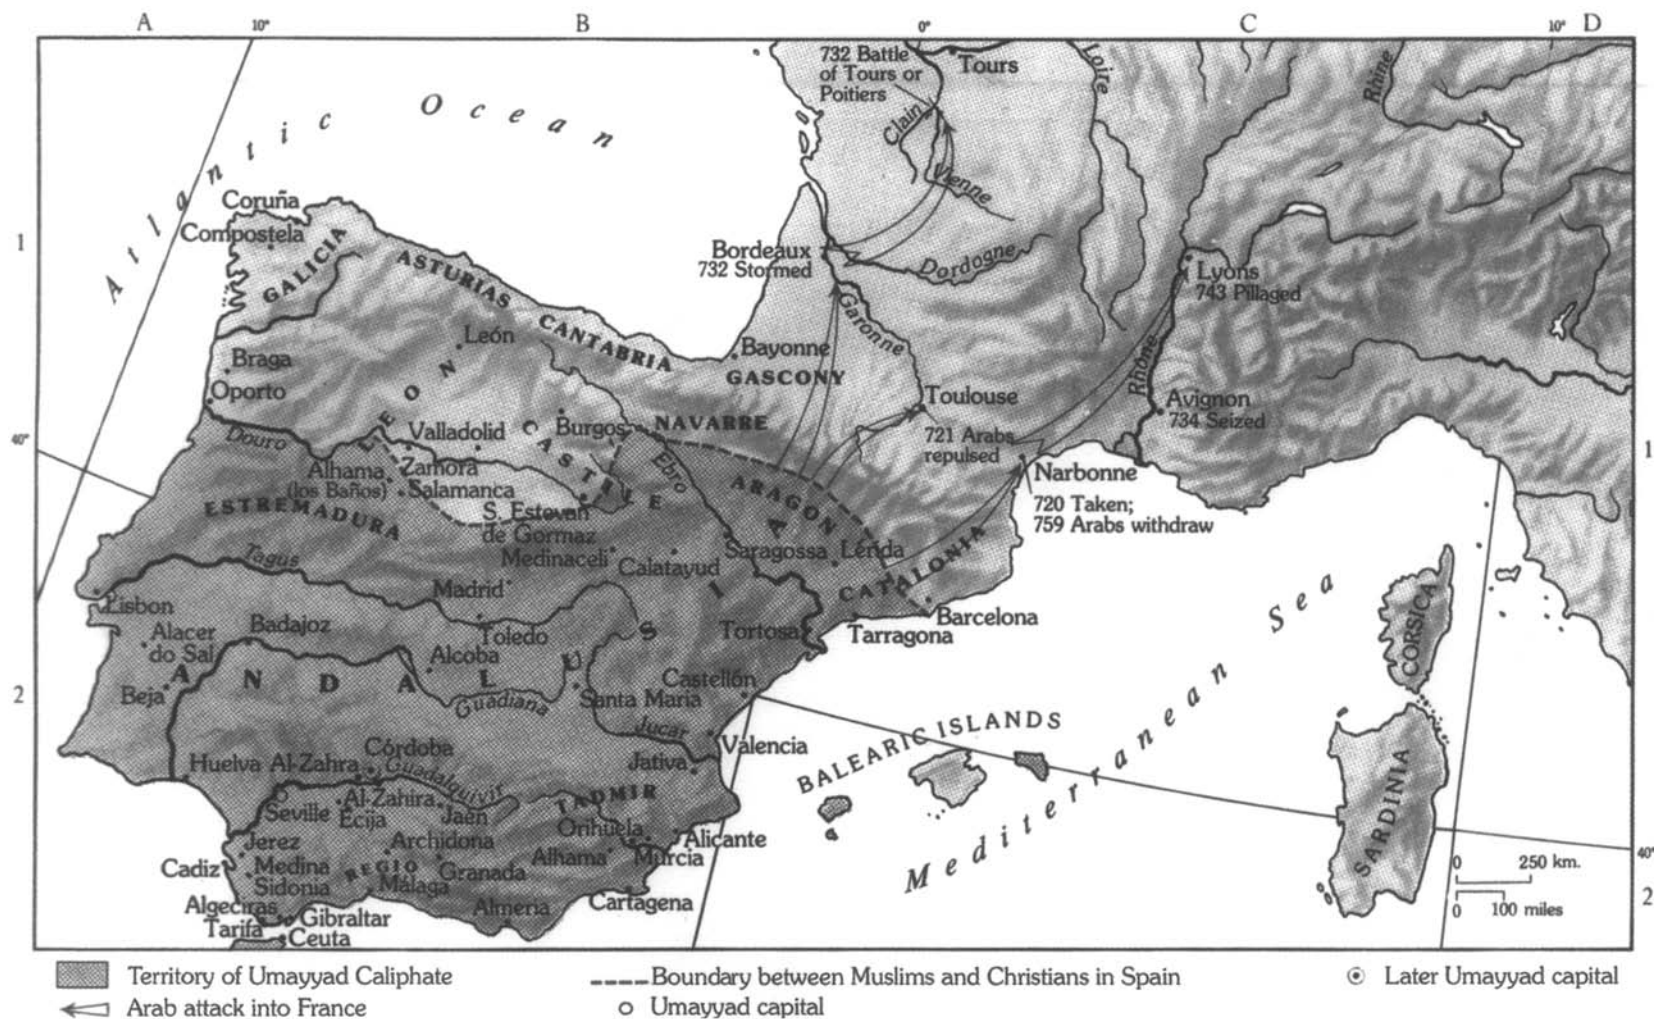 A
10°
B
0°
C
10°
D
Atlantic Ocean
732 Battle
of Tours or
Poitiers
Tours
Loire
Rhine
Clain
Vienne
Coruña
Compostela
1
GALICIA
ASTURIAS
CANTABRIA
Bordeaux
732 Stormed
Dordogne
Garonne
Lyons
743 Pillaged
Rhône
León
LEON
Braga
Oporto
Bayonne
GASCONY
Toulouse
Avignon
734 Seized
40°
Douro
Valladolid
CASTILE
Burgos
NAVARRE
Ebro
721 Arabs
repulsed
1
Alhama
(los Baños)
Zamora
Salamanca
Narbonne
720 Taken;
759 Arabs withdraw
ESTREMADURA
S. Estevan
de Gormaz
Medinaceli
ARAGON
Saragossa
Lérida
Calatayud
CATALONIA
Tagus
Madrid
Lisbon
Badajoz
Toledo
Tortosa
Tarragona
Barcelona
Alacer
do Sal
Alcoba
2
ANDALUSIA
Beja
Guadiana
Santa Maria
Castellón
Jucar
Valencia
BALEARIC ISLANDS
Mediterranean Sea
CORSICA
SARDINIA
Huelva
Al-Zahra
Córdoba
Guadalquivir
Jativa
TADMIR
Seville
Al-Zahira
Ecija
Jaén
Orihuela
Alicante
Jerez
Archidona
Alhama
Murcia
Cadiz
Medina
Sidonia
REGIO
Granada
Málaga
Cartagena
Algeciras
Tarifa
Gibraltar
Ceuta
Almeria
0 250 km.
0 100 miles
40°
2
Territory of Umayyad Caliphate
Boundary between Muslims and Christians in Spain
Later Umayyad capital
Arab attack into France
Umayyad capital